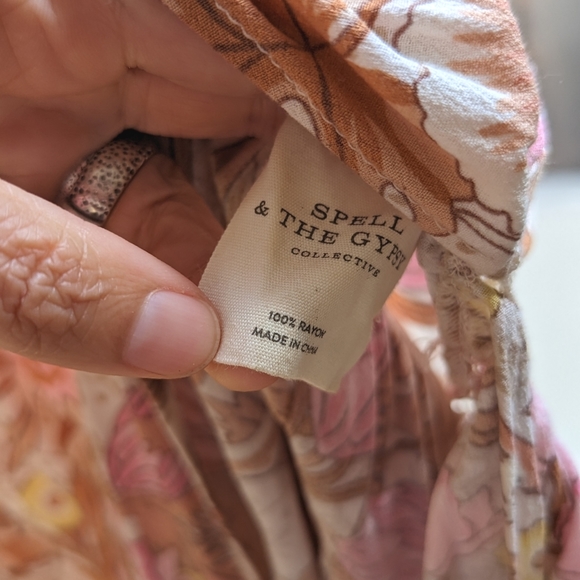 SPELL
& THE GYPSY
COLLECTIVE
100% RAYON
MADE IN CHINA